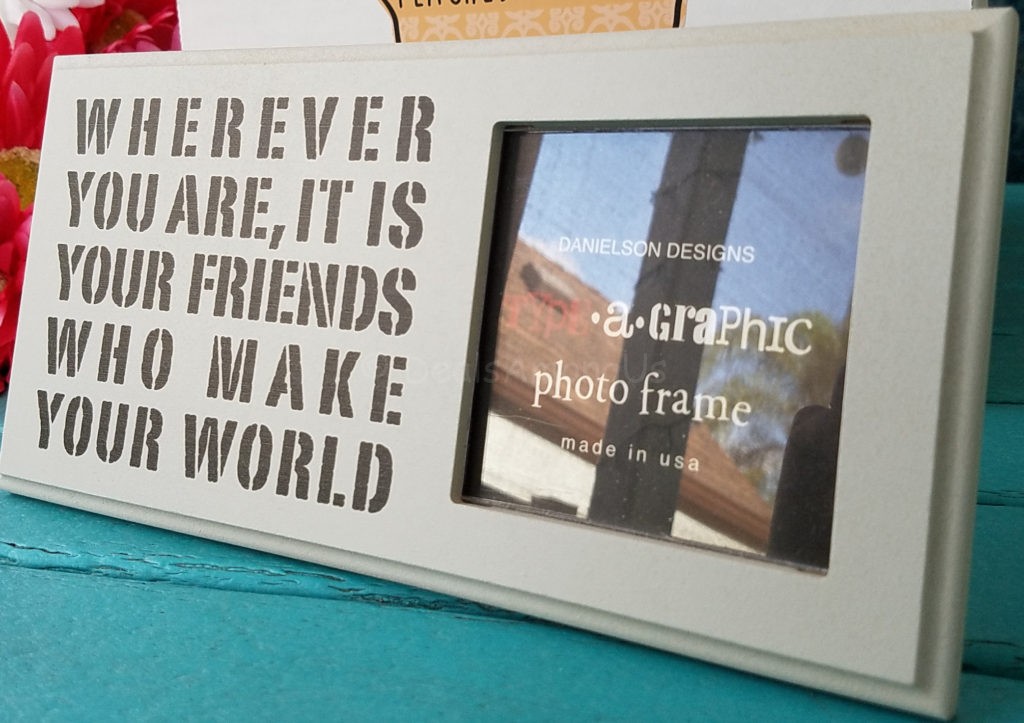 WHEREVER
YOU ARE, IT IS
YOUR FRIENDS
WHO MAKE
YOUR WORLD
DANIELSON DESIGNS
·a·GraPhIC
photo frame
made in usa